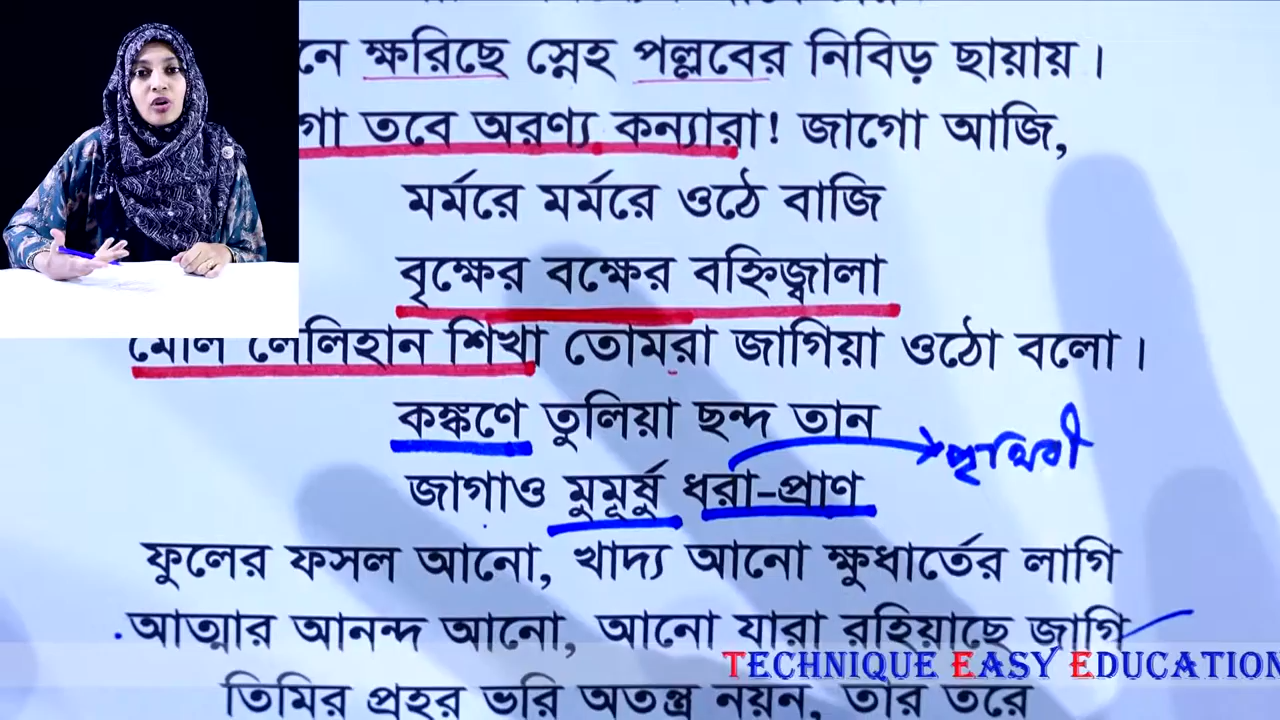 ক্ষরিছে স্নেহ পল্লবের নিবিড় ছায়ায়।
তবে অরণ্য কন্যারা! জাগো আজি,
মর্মরে মর্মরে ওঠে বাজি
বৃক্ষের বক্ষের বহ্নিজ্বালা
মেলি লেলিহান শিখা তোমরা জাগিয়া ওঠো বলো।
কঙ্কণে তুলিয়া ছন্দ তান
পৃথিবী
জাগাও মুমূর্ষু ধরা-প্রাণ
ফুলের ফসল আনো, খাদ্য আনো ক্ষুধার্তের লাগি
আত্মার আনন্দ আনো, আনো যারা রহিয়াছে জাগি
TECHNIQUE EASY EDUCATION
তিমির প্রহর ভরি অতন্ত্র নয়ন, তার তরে